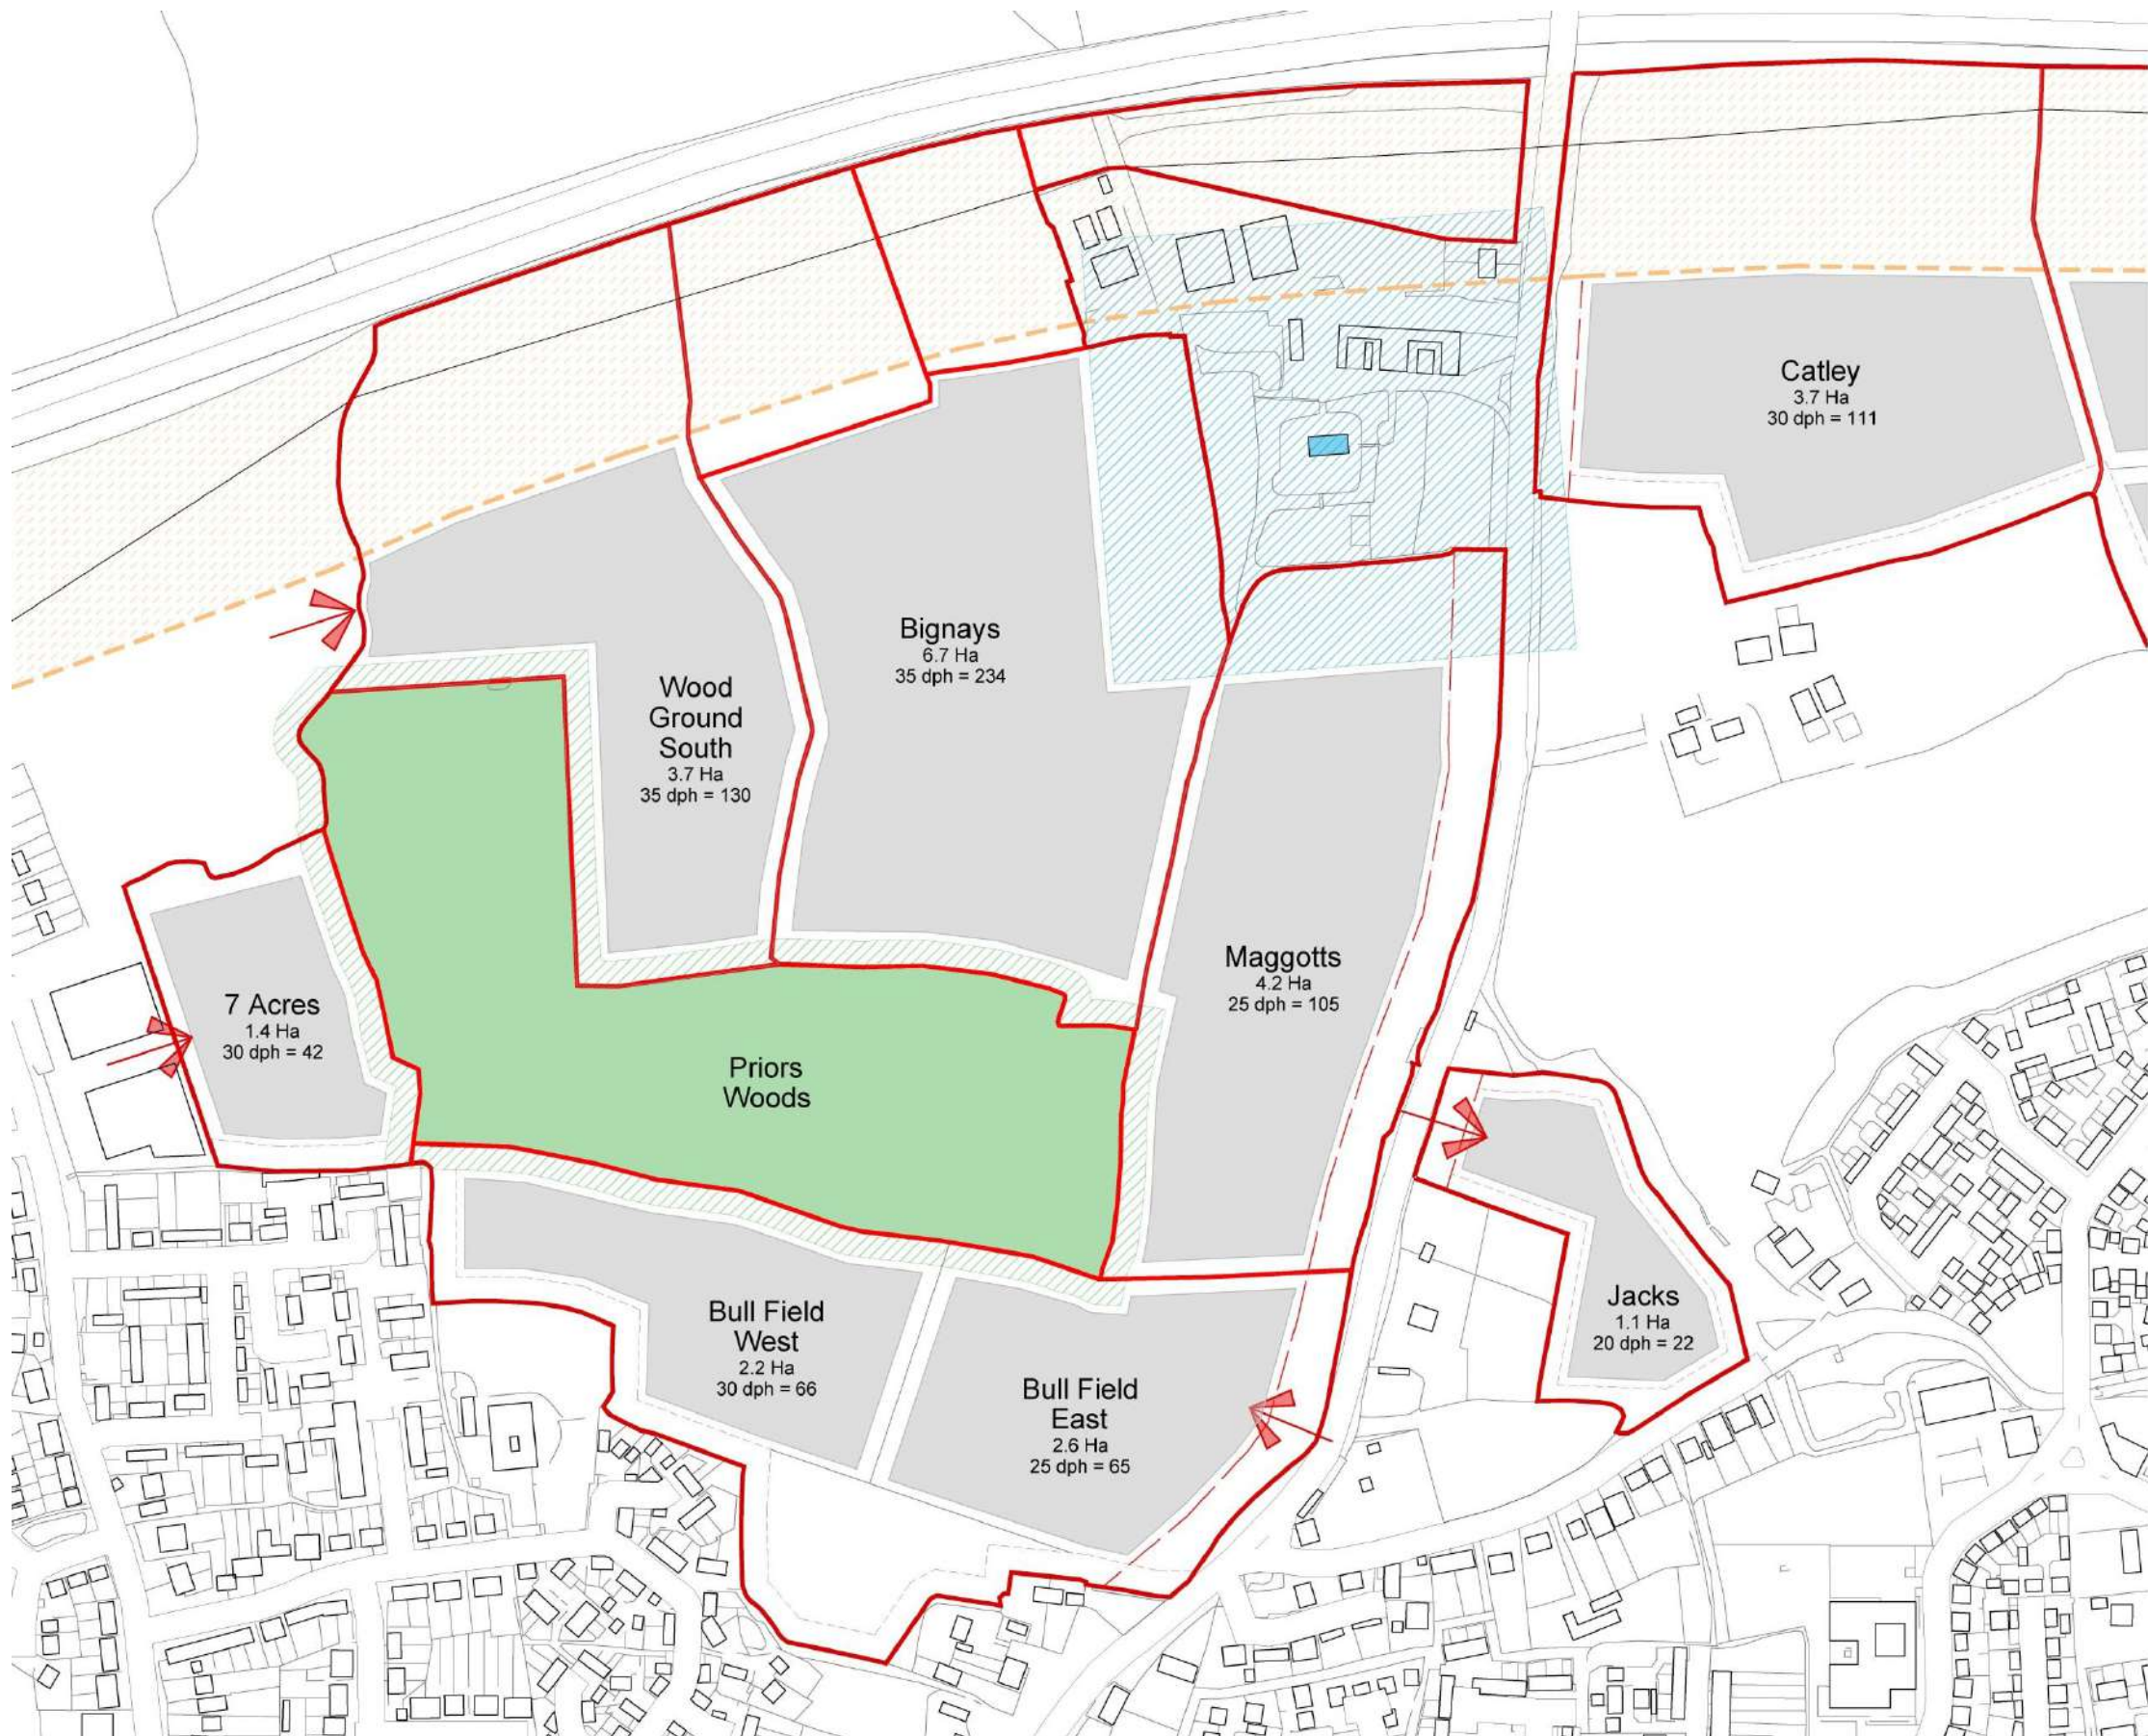 Catley
3.7 Ha
30 dph = 111
Bignays
6.7 Ha
35 dph = 234
Wood
Ground
South
3.7 Ha
35 dph = 130
Maggotts
4.2 Ha
25 dph = 105
7 Acres
1.4 Ha
30 dph = 42
Priors
Woods
Bull Field
West
2.2 Ha
30 dph = 66
Jacks
1.1 Ha
20 dph = 22
Bull Field
East
2.6 Ha
25 dph = 65